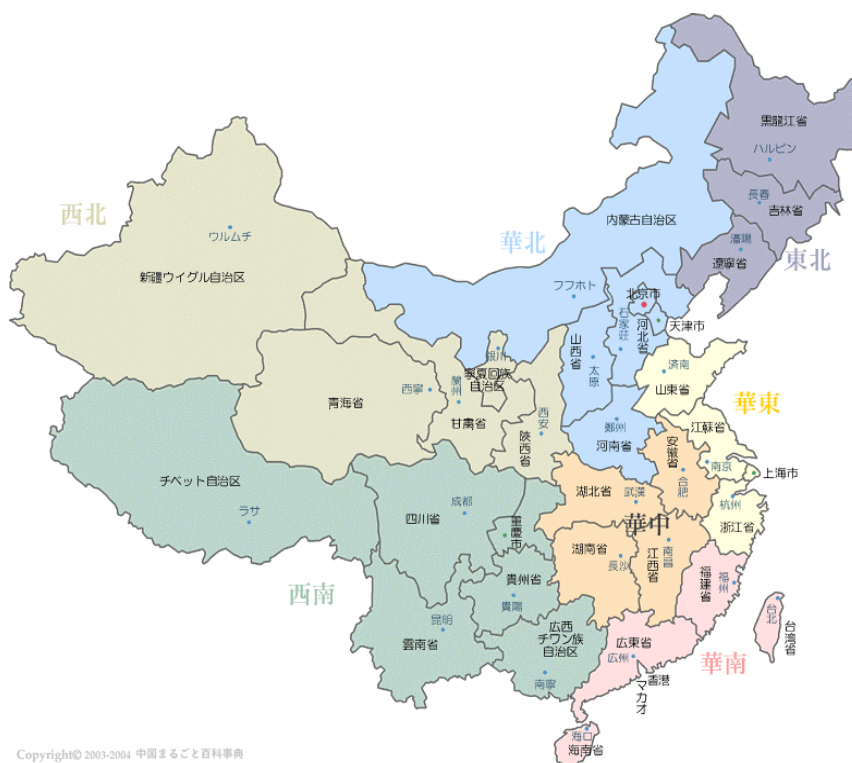 黒龍江省
ハルビン
長春
吉林省
瀋陽
遼寧省
東北
西北
ウルムチ
新疆ウイグル自治区
華北
内蒙古自治区
フフホト
北京市
天津市
石家荘
河北省
山西省
太原
済南
山東省
銀川
寧夏回族
自治区
青海省
西寧
蘭州
甘粛省
西安
陝西省
鄭州
河南省
華東
江蘇省
南京
安徽省
合肥
上海市
杭州
浙江省
チベット自治区
ラサ
四川省
成都
重慶市
湖北省
武漢
華中
湖南省
長沙
南昌
江西省
西南
貴州省
貴陽
雲南省
昆明
広西
チワン族
自治区
南寧
福建省
福州
台北
台湾省
広東省
広州
華南
香港
マカオ
海口
海南省
Copyright© 2003-2004 中国まるごと百科事典